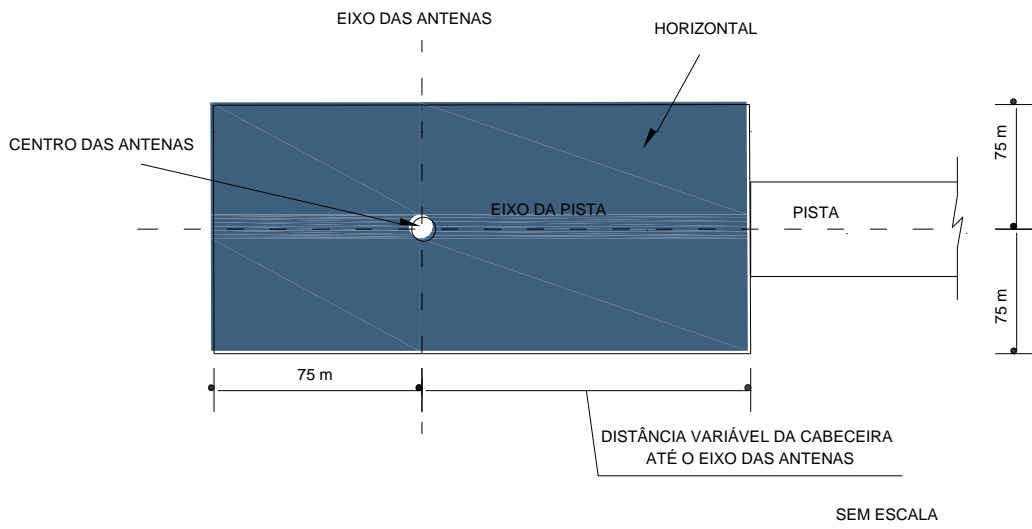 EIXO DAS ANTENAS
HORIZONTAL
CENTRO DAS ANTENAS
EIXO DA PISTA
PISTA
75 m
75 m
75 m
DISTÂNCIA VARIÁVEL DA CABECEIRA
ATÉ O EIXO DAS ANTENAS
SEM ESCALA